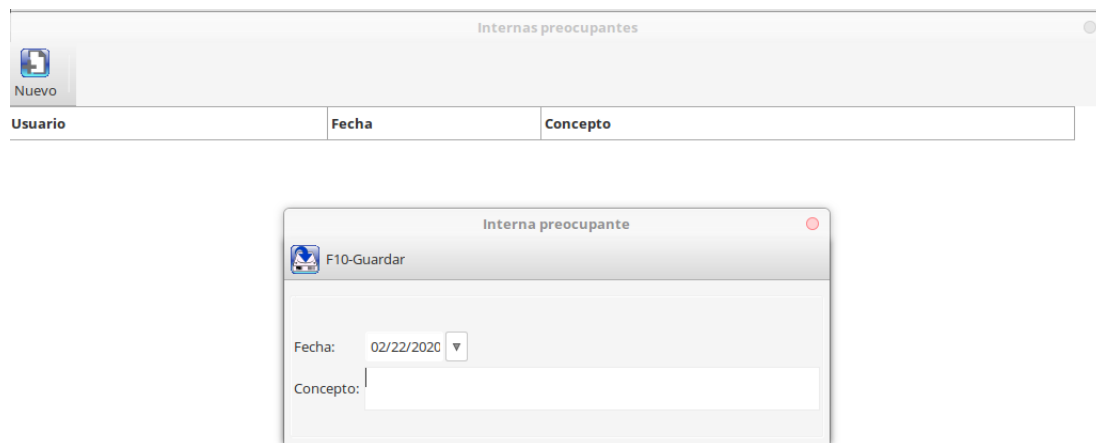 Internas preocupantes
Nuevo
Usuario Fecha Concepto
Interna preocupante
F10-Guardar
Fecha: 02/22/2020
Concepto: